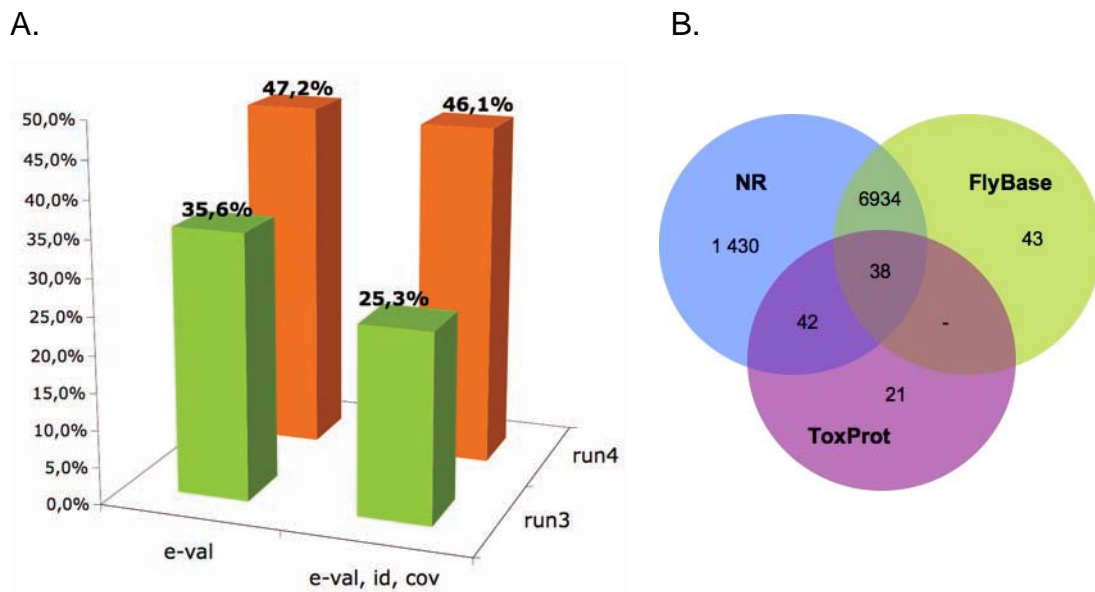 A.
B.
47,2%
46,1%
50,0%
45,0%
40,0%
35,6%
35,0%
30,0%
25,3%
25,0%
20,0%
15,0%
10,0%
5,0%
0,0%
run4
run3
e-val
e-val, id, cov
NR
FlyBase
6934
1 430
43
38
42
-
21
ToxProt